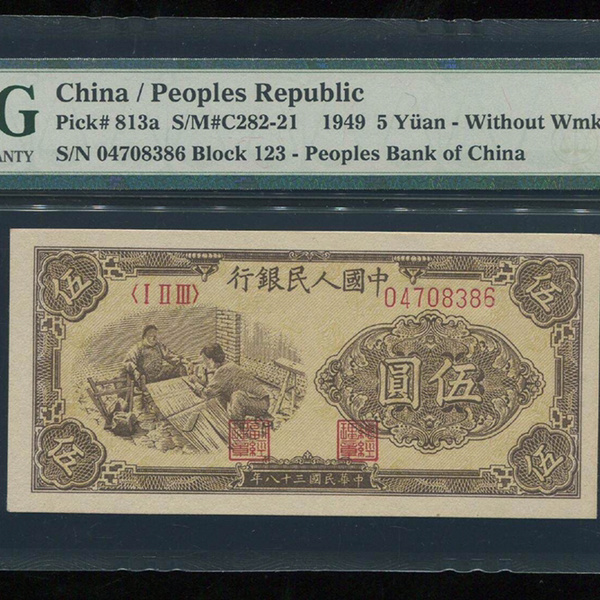 G
ANTY
China / Peoples Republic
Pick# 813a S/M#C282-21 1949 5 Yüan - Without Wmk
S/N 04708386 Block 123 - Peoples Bank of China
行銀民人國中
伍
伍
〈I II III〉
04708386
圓伍
伍
伍
年八十三國民華中